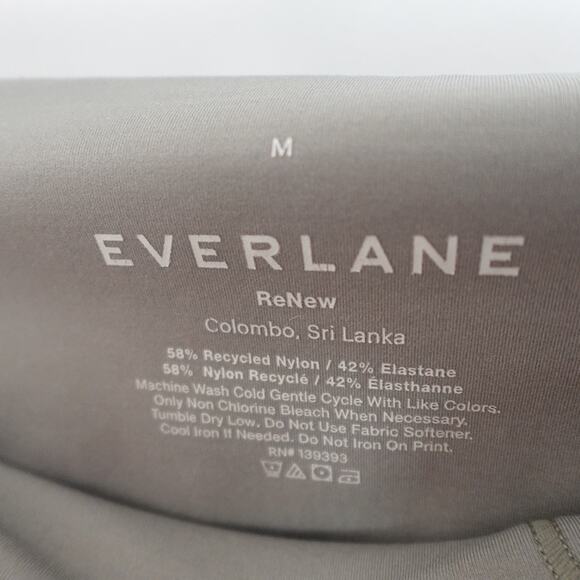 M
EVERLANE
ReNew
Colombo, Sri Lanka
58% Recycled Nylon / 42% Elastane
58% Nylon Recyclé / 42% Élasthanne
Machine Wash Cold Gentle Cycle With Like Colors.
Only Non Chlorine Bleach When Necessary.
Tumble Dry Low. Do Not Use Fabric Softener.
Cool Iron If Needed. Do Not Iron On Print.
RN# 139393